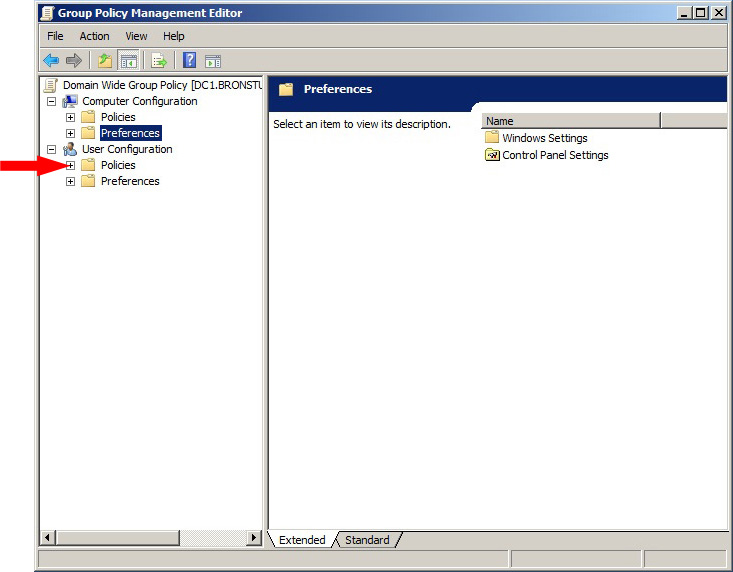 Group Policy Management Editor
File Action View Help
Domain Wide Group Policy [DC1.BRONSTU
Computer Configuration
Policies
Preferences
User Configuration
Policies
Preferences
Preferences
Select an item to view its description.
Name
Windows Settings
Control Panel Settings
Extended Standard